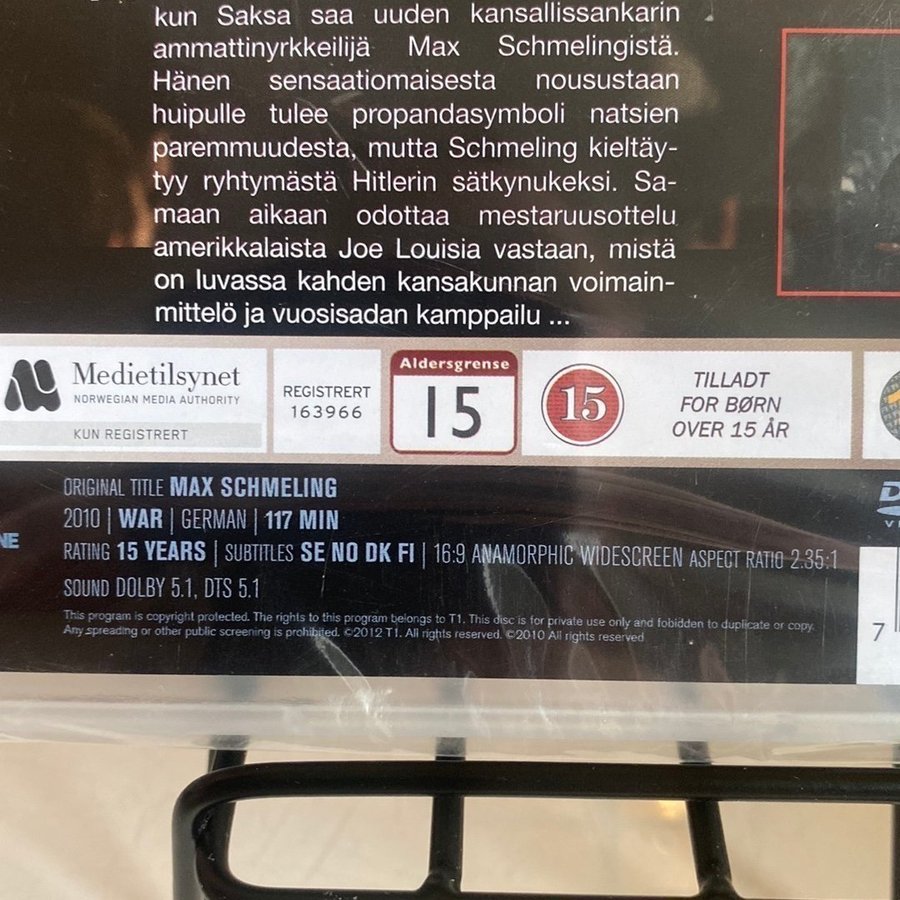 kun Saksa saa uuden kansallissankarin
ammattinyrkkeilijä Max Schmelingistä.
Hänen sensaatiomaisesta noususta­an
huipulle tulee propandasymboli natsien
paremmuudesta, mutta Schmeling kieltäy-
tyy ryhtymästä Hitlerin sätkynukeksi. Sa-
maan aikaan odottaa mestaruusottelu
amerikkalaista Joe Louisia vastaan, mistä
on luvassa kahden kansakunnan voimain-
mittelö ja vuosisadan kamppailu ...
Medietilsynet
NORWEGIAN MEDIA AUTHORITY
KUN REGISTRERT
REGISTRERT
163966
Aldersgrense
15
15
TILLADT
FOR BØRN
OVER 15 ÅR
ORIGINAL TITLE MAX SCHMELING
2010 | WAR | GERMAN | 117 MIN
RATING 15 YEARS | SUBTITLES SE NO DK FI | 16:9 ANAMORPHIC WIDESCREEN ASPECT RATIO 2.35:1
SOUND DOLBY 5.1, DTS 5.1
This program is copyright protected. The rights to this program belongs to T1. This disc is for private use only and fobidden to duplicate or copy.
Any spreading or other public screening is prohibited. ©2012 T1. All rights reserved. ©2010 All rights reserved
NE
7